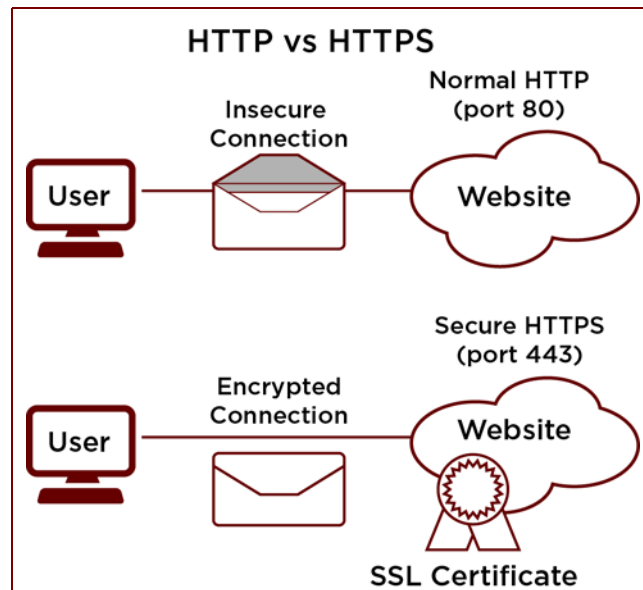 HTTP vs HTTPS
Normal HTTP
(port 80)
Insecure
Connection
User
Website
Secure HTTPS
(port 443)
Encrypted
Connection
User
Website
SSL Certificate